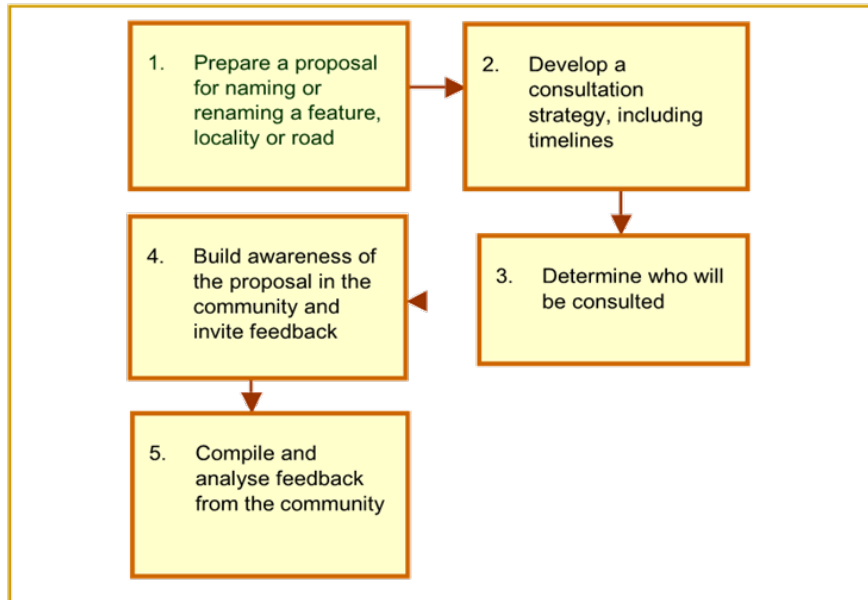 1. Prepare a proposal
for naming or
renaming a feature,
locality or road
2. Develop a
consultation
strategy, including
timelines
3. Determine who will
be consulted
4. Build awareness of
the proposal in the
community and
invite feedback
5. Compile and
analyse feedback
from the community